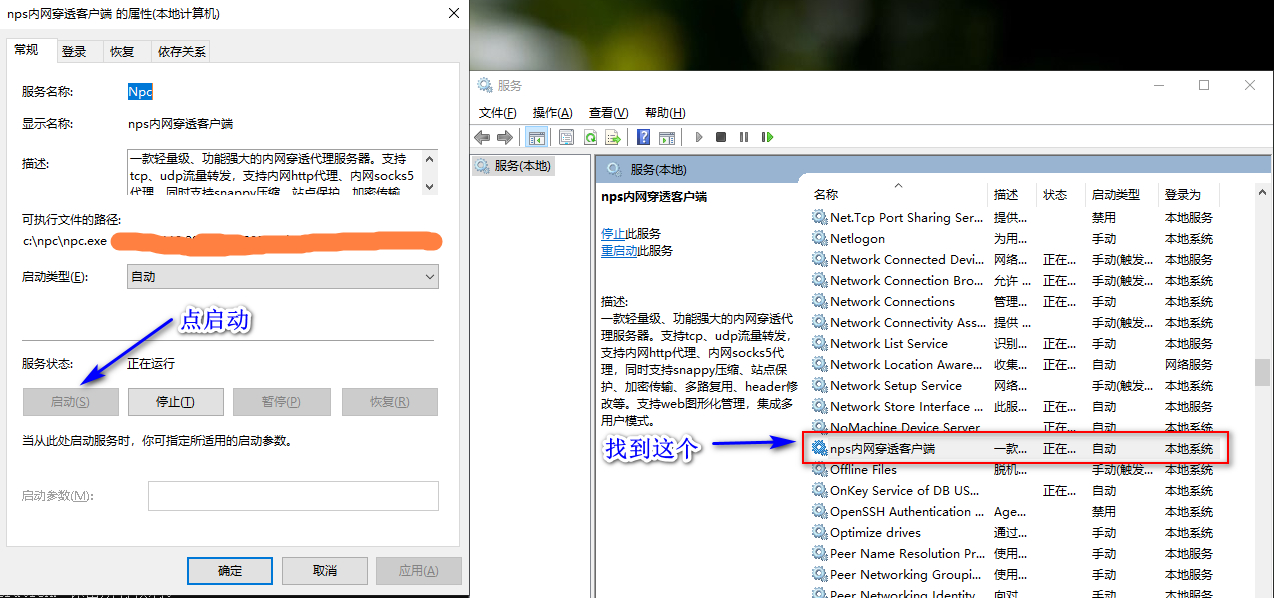 nps内网穿透客户端 的属性(本地计算机)
常规 登录 恢复 依存关系
服务名称: Npc
显示名称: nps内网穿透客户端
描述: 一款轻量级、功能强大的内网穿透代理服务器。支持
tcp、udp流量转发，支持内网http代理、内网socks5
代理，同时支持snappy压缩、站点保护、加密传输
可执行文件的路径:
c:\npc\npc.exe
启动类型(E): 自动
点启动
服务状态: 正在运行
启动(S) 停止(T) 暂停(P) 恢复(R)
当从此处启动服务时，你可指定所适用的启动参数。
启动参数(M):
确定 取消 应用(A)
服务
文件(F) 操作(A) 查看(V) 帮助(H)
服务(本地)
服务(本地)
nps内网穿透客户端
停止此服务
重启动此服务
描述:
一款轻量级、功能强大的内网穿透代
理服务器。支持tcp、udp流量转发，
支持内网http代理、内网socks5代
理，同时支持snappy压缩、站点保
护、加密传输、多路复用、header修
改等。支持web图形化管理，集成多
用户模式。
找到这个
名称 描述 状态 启动类型 登录为
Net.Tcp Port Sharing Ser... 提供... 禁用 本地服务
Netlogon 为用... 手动 本地系统
Network Connected Devi... 网络... 正在... 手动(触发... 本地服务
Network Connection Bro... 允许 ... 正在... 手动(触发... 本地系统
Network Connections 管理... 正在... 手动 本地系统
Network Connectivity Ass... 提供 ... 手动(触发... 本地系统
Network List Service 识别... 正在... 手动 本地服务
Network Location Aware... 收集... 正在... 自动 网络服务
Network Setup Service 网络... 手动(触发... 本地系统
Network Store Interface ... 此服... 正在... 自动 本地服务
NoMachine Device Server 正在... 自动 本地系统
nps内网穿透客户端 一款... 正在... 自动 本地系统
Offline Files 脱机... 手动(触发... 本地系统
OnKey Service of DB US... 正在... 自动 本地系统
OpenSSH Authentication ... Age... 禁用 本地系统
Optimize drives 通过... 手动 本地系统
Peer Name Resolution Pr... 使用... 手动 本地服务
Peer Networking Groupi... 使用... 手动 本地服务
Peer Networking Identity 向对 手动 本地服务